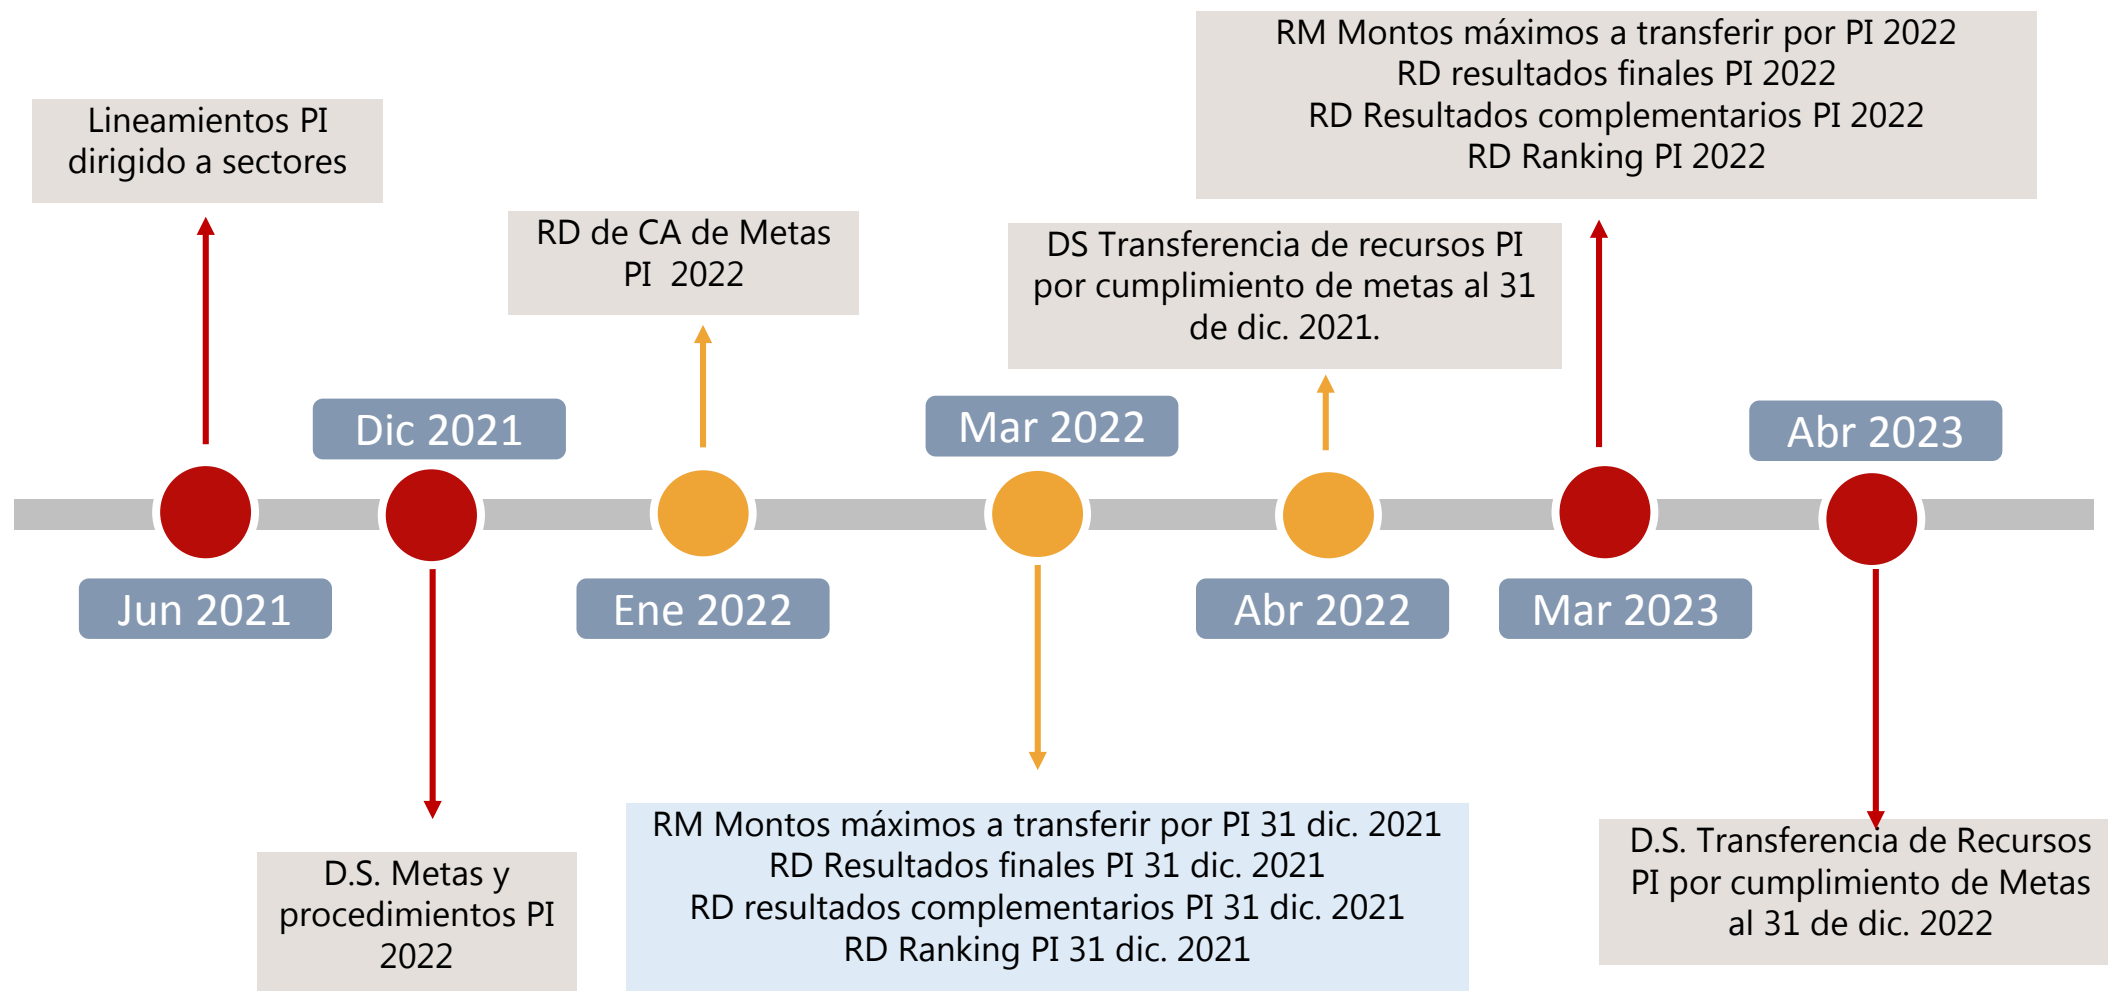 Lineamientos PI
dirigido a sectores
Jun 2021
Dic 2021
D.S. Metas y
procedimientos PI
2022
RD de CA de Metas
PI  2022
Ene 2022
Mar 2022
RM Montos máximos a transferir por PI 31 dic. 2021
RD Resultados finales PI 31 dic. 2021
RD resultados complementarios PI 31 dic. 2021
RD Ranking PI 31 dic. 2021
DS Transferencia de recursos PI
por cumplimiento de metas al 31
de dic. 2021.
Abr 2022
RM Montos máximos a transferir por PI 2022
RD resultados finales PI 2022
RD Resultados complementarios PI 2022
RD Ranking PI 2022
Mar 2023
Abr 2023
D.S. Transferencia de Recursos
PI por cumplimiento de Metas
al 31 de dic. 2022